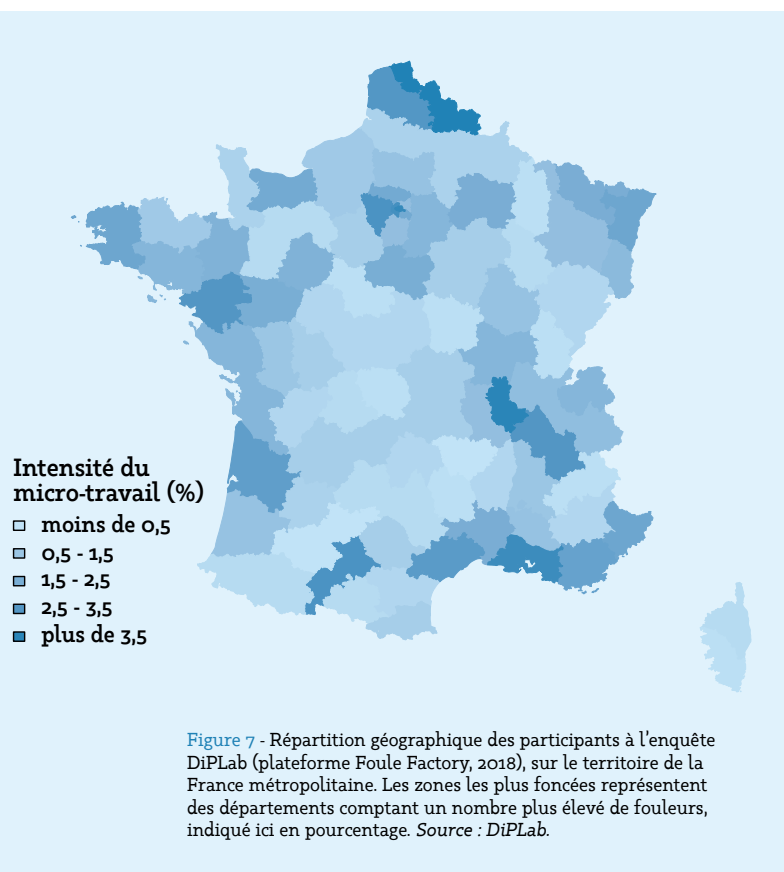 Intensité du
micro-travail (%)
moins de 0,5
0,5 - 1,5
1,5 - 2,5
2,5 - 3,5
plus de 3,5
Figure 7 - Répartition géographique des participants à l'enquête
DiPLab (plateforme Foule Factory, 2018), sur le territoire de la
France métropolitaine. Les zones les plus foncées représentent
des départements comptant un nombre plus élevé de fouleurs,
indiqué ici en pourcentage. Source : DiPLab.